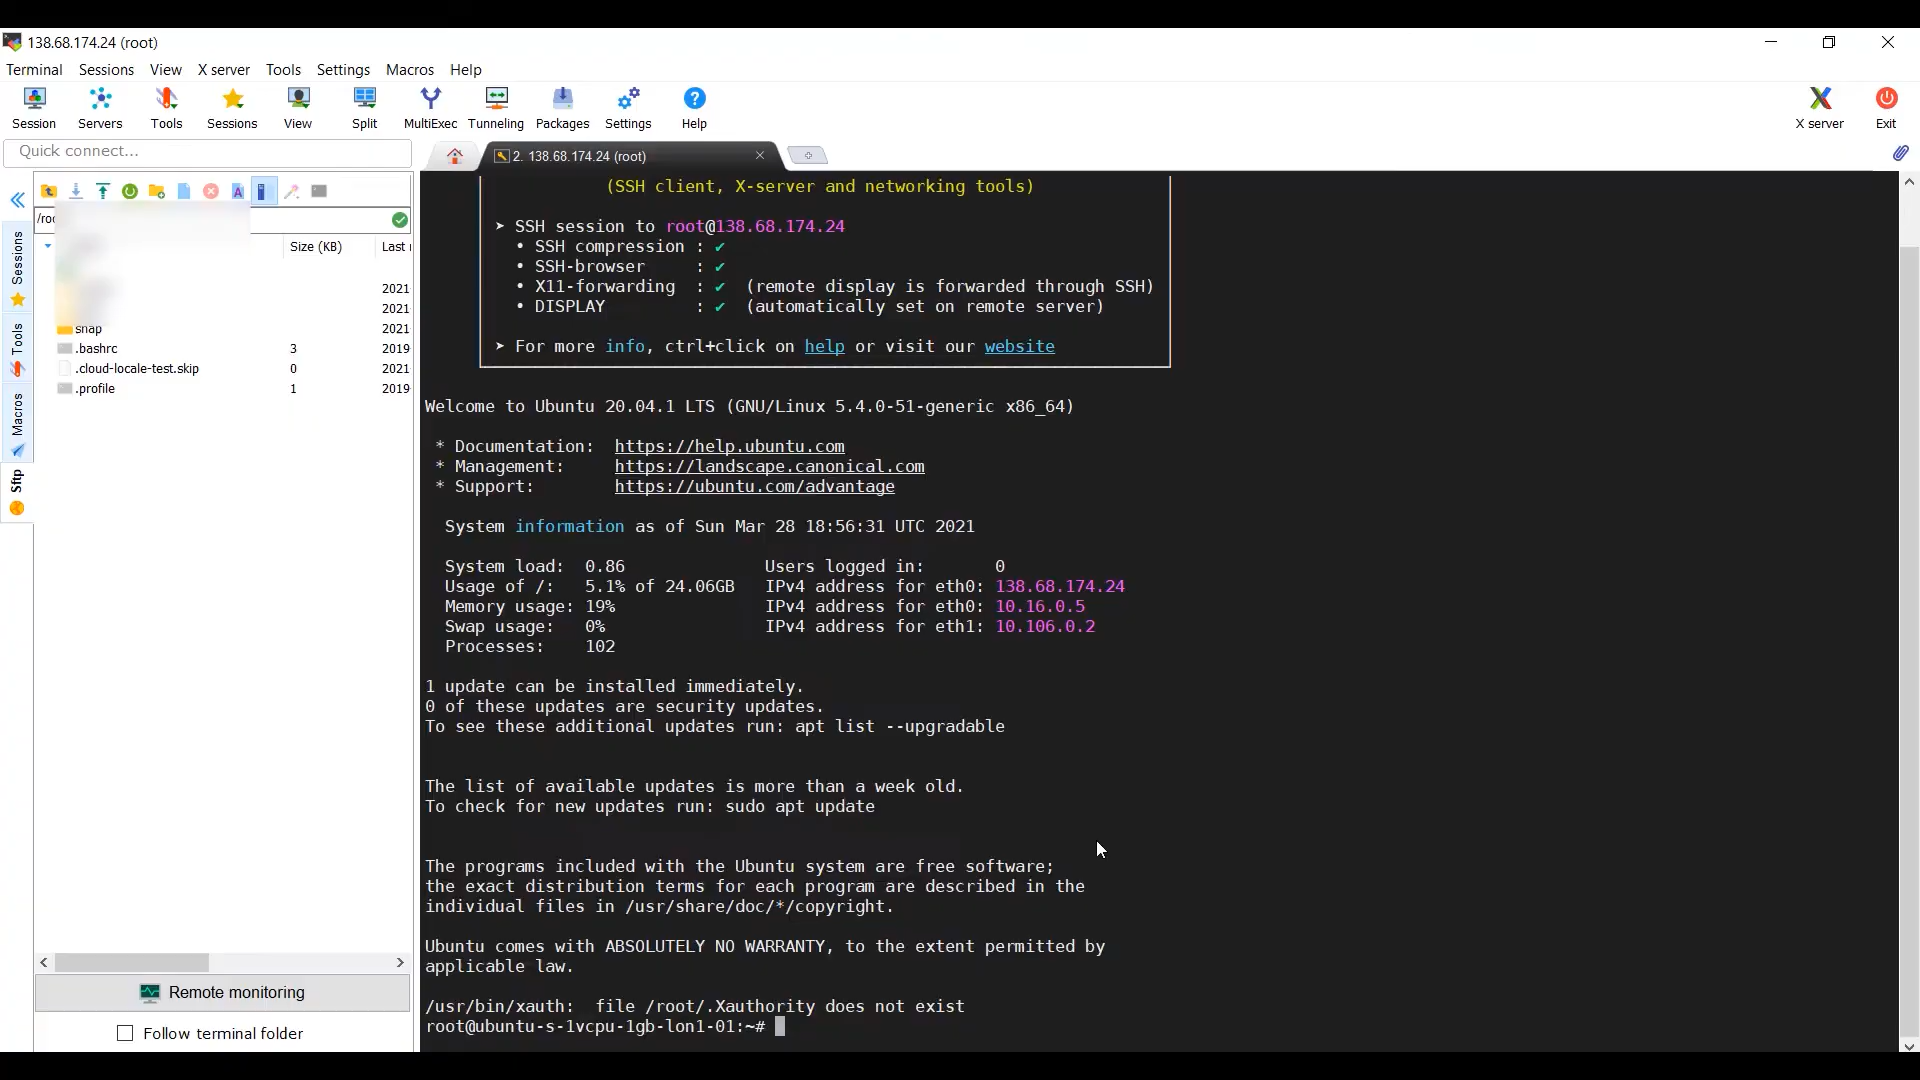 138.68.174.24 (root)
Terminal Sessions View X server Tools Settings Macros Help
Session Servers Tools Sessions View Split MultiExec Tunneling Packages Settings Help X server Exit
Quick connect...
2. 138.68.174.24 (root)
Sessions
Tools
Macros
Sftp
Size (KB) Last
2021
2021
snap 2021
.bashrc 3 2019
.cloud-locale-test.skip 0 2021
.profile 1 2019
Remote monitoring
Follow terminal folder
(SSH client, X-server and networking tools)
➤ SSH session to root@138.68.174.24
• SSH compression : ✔
• SSH-browser : ✔
• X11-forwarding : ✔ (remote display is forwarded through SSH)
• DISPLAY : ✔ (automatically set on remote server)
➤ For more info, ctrl+click on help or visit our website
Welcome to Ubuntu 20.04.1 LTS (GNU/Linux 5.4.0-51-generic x86_64)
* Documentation: https://help.ubuntu.com
* Management: https://landscape.canonical.com
* Support: https://ubuntu.com/advantage
System information as of Sun Mar 28 18:56:31 UTC 2021
System load: 0.86 Users logged in: 0
Usage of /: 5.1% of 24.06GB IPv4 address for eth0: 138.68.174.24
Memory usage: 19% IPv4 address for eth0: 10.16.0.5
Swap usage: 0% IPv4 address for eth1: 10.106.0.2
Processes: 102
1 update can be installed immediately.
0 of these updates are security updates.
To see these additional updates run: apt list --upgradable
The list of available updates is more than a week old.
To check for new updates run: sudo apt update
The programs included with the Ubuntu system are free software;
the exact distribution terms for each program are described in the
individual files in /usr/share/doc/*/copyright.
Ubuntu comes with ABSOLUTELY NO WARRANTY, to the extent permitted by
applicable law.
/usr/bin/xauth: file /root/.Xauthority does not exist
root@ubuntu-s-1vcpu-1gb-lon1-01:~#